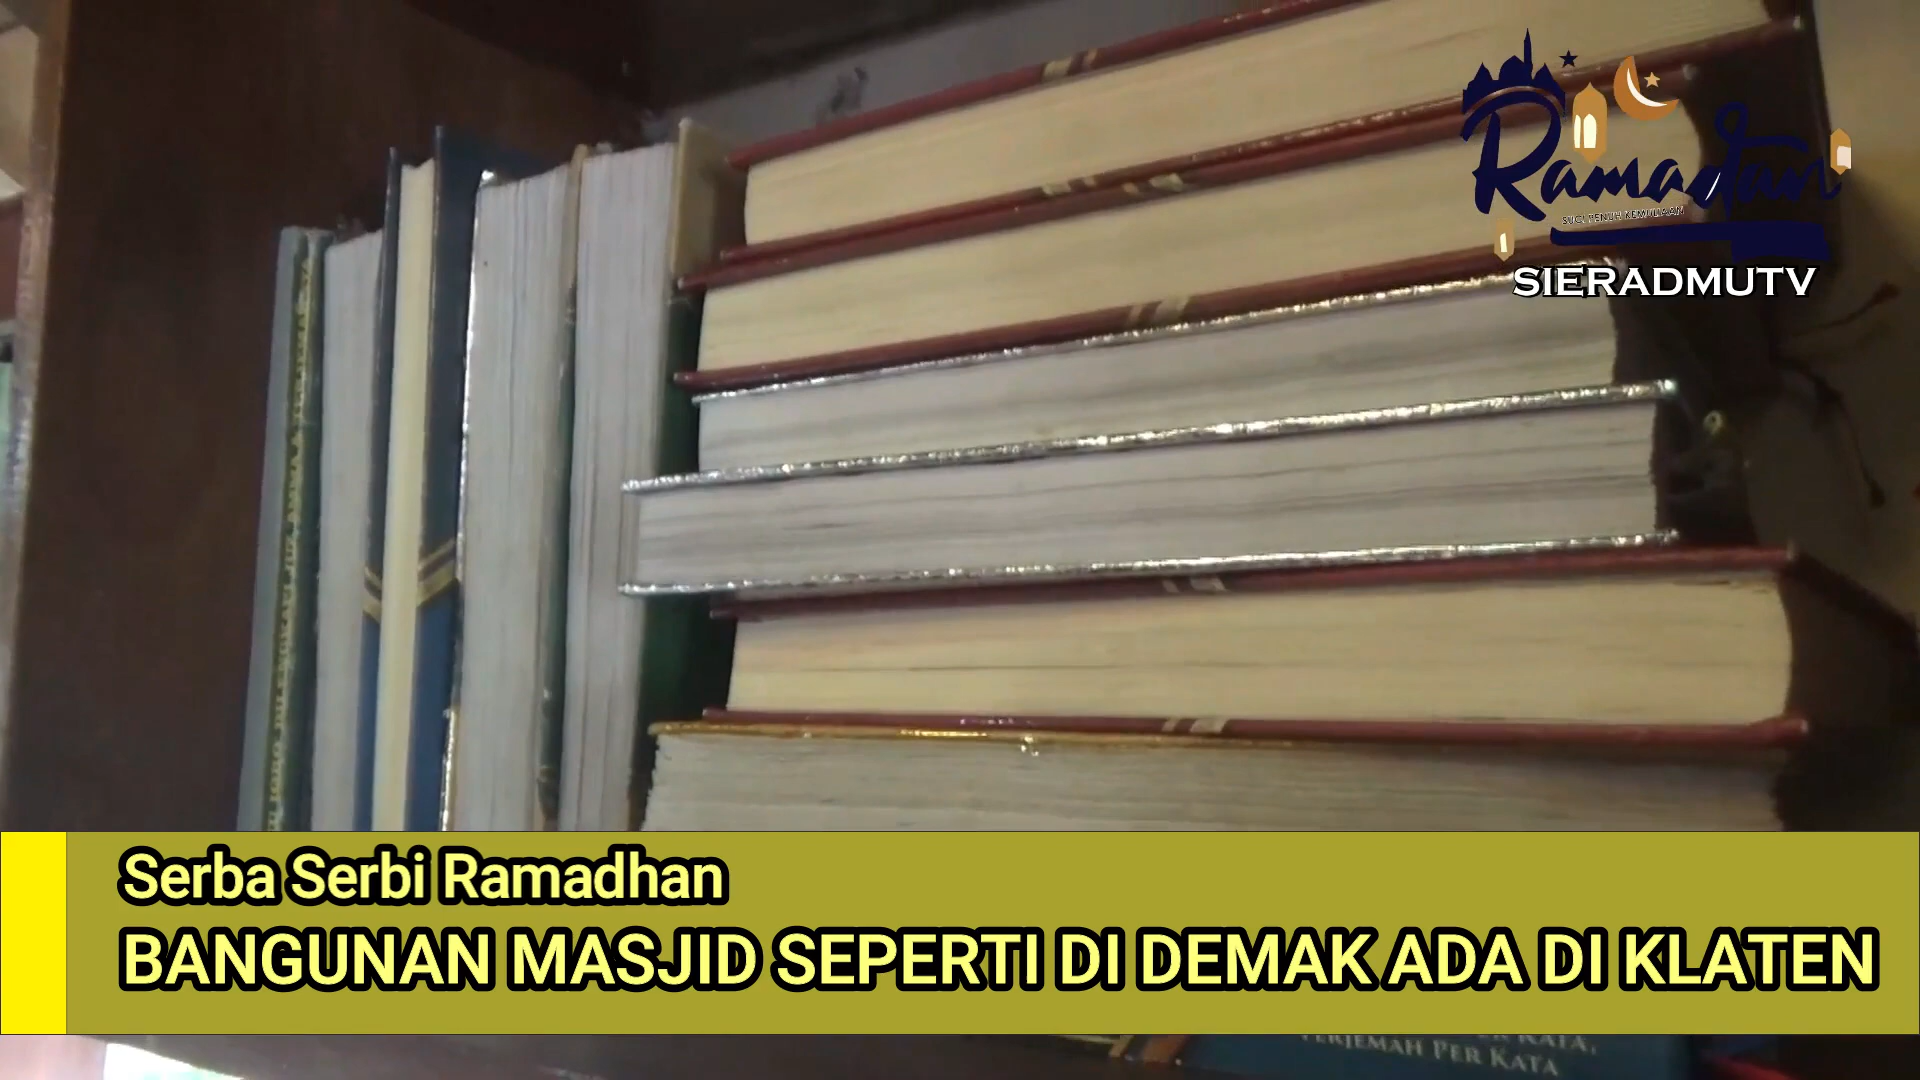 Ramadan
SUCI PENUH KEMULIAAN
SIERADMUTV
Serba Serbi Ramadhan
BANGUNAN MASJID SEPERTI DI DEMAK ADA DI KLATEN
KATA,
TERJEMAH PER KATA